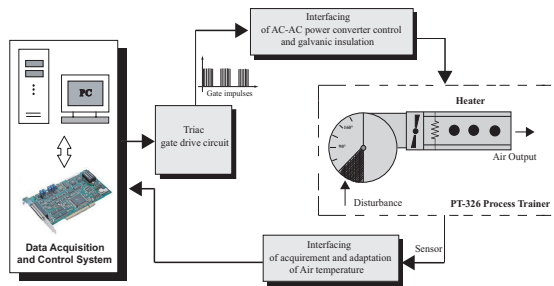 Interfacing
of AC-AC power converter control
and galvanic insulation
Gate impulses
PC
Triac
gate drive circuit
Heater
160°
90°
Air Output
Disturbance
PT-326 Process Trainer
Data Acquisition
and Control System
Interfacing
of acquirement and adaptation
of Air temperature
Sensor